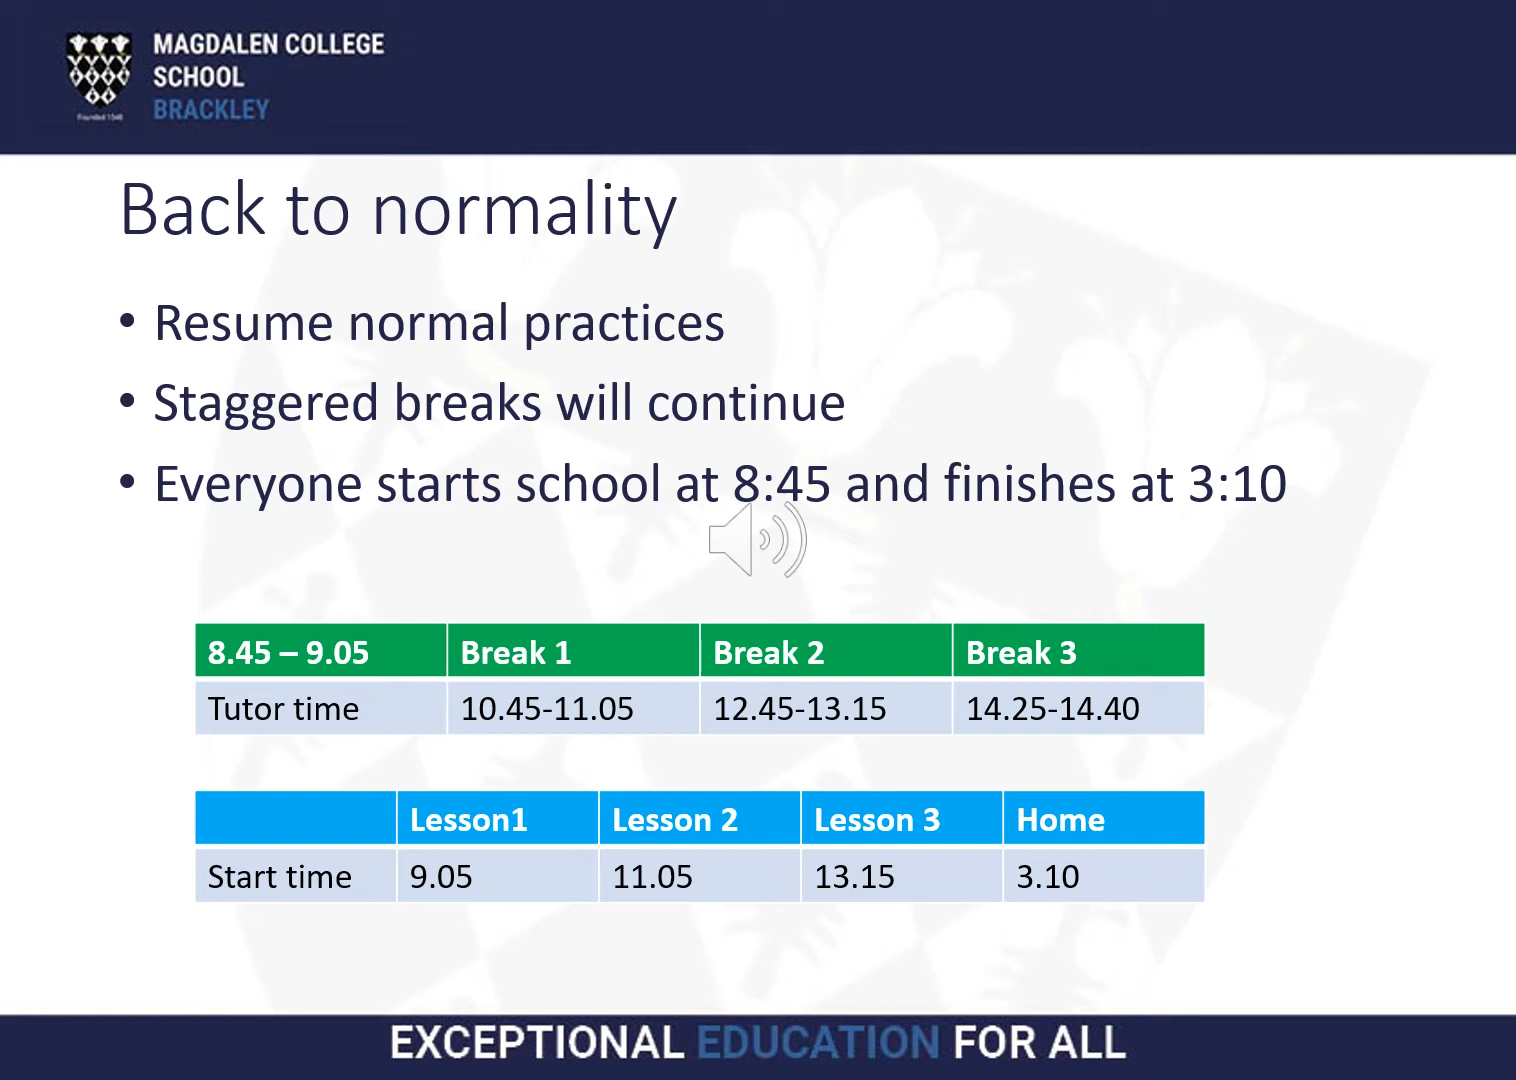 MAGDALEN COLLEGE
SCHOOL
BRACKLEY
Founded 1548
Back to normality
• Resume normal practices
• Staggered breaks will continue
• Everyone starts school at 8:45 and finishes at 3:10
8.45 – 9.05 Break 1 Break 2 Break 3
Tutor time 10.45-11.05 12.45-13.15 14.25-14.40
Lesson1 Lesson 2 Lesson 3 Home
Start time 9.05 11.05 13.15 3.10
EXCEPTIONAL EDUCATION FOR ALL